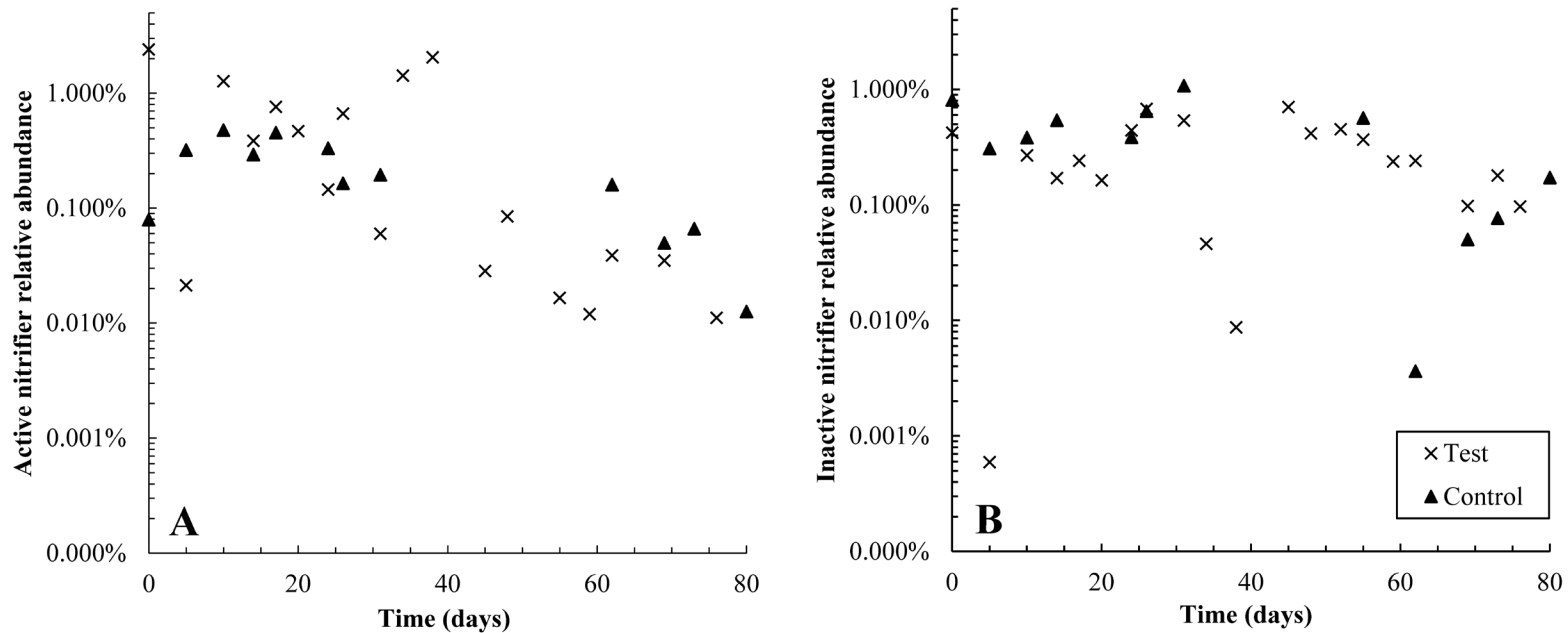 Active nitrifier relative abundance
1.000%
0.100%
0.010%
0.001%
0.000%
A
0 20 40 60 80
Time (days)
Inactive nitrifier relative abundance
1.000%
0.100%
0.010%
0.001%
0.000%
B
Test
Control
0 20 40 60 80
Time (days)